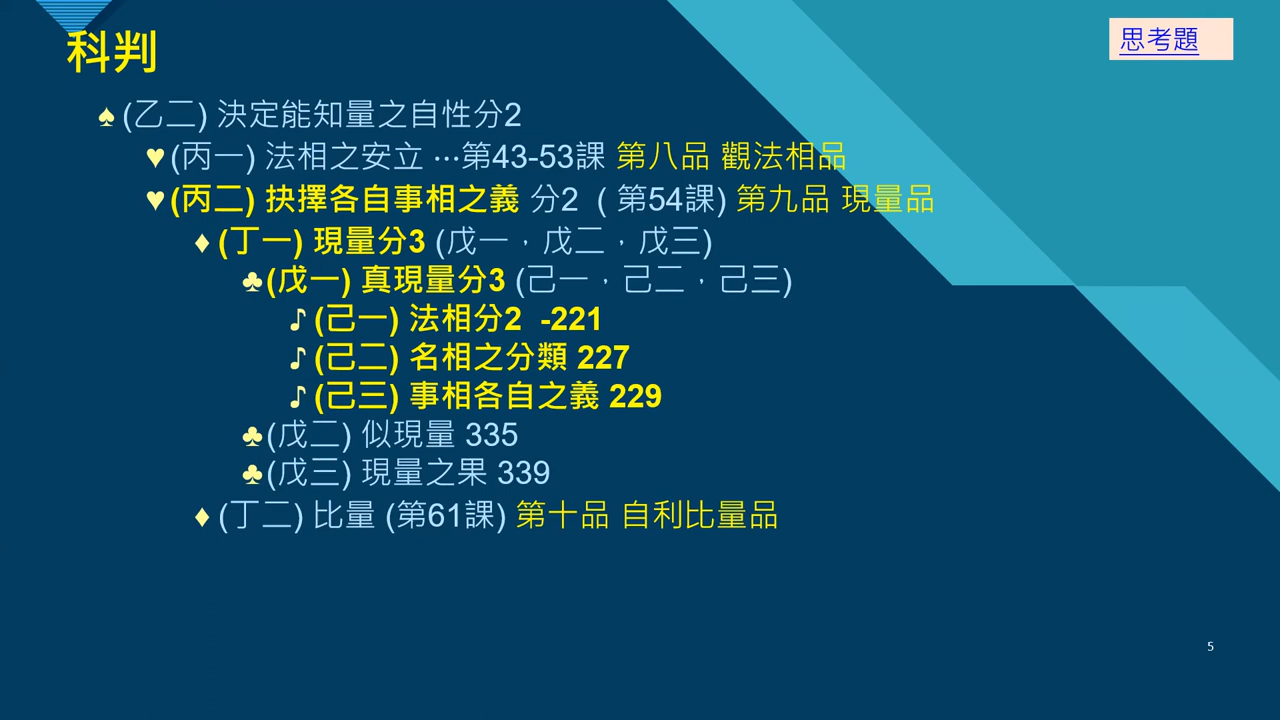 科判
思考題
♠(乙二) 決定能知量之自性分2
♥(丙一) 法相之安立 …第43-53課 第八品 觀法相品
♥(丙二) 抉擇各自事相之義 分2 ( 第54課) 第九品 現量品
♦(丁一) 現量分3 (戊一，戊二，戊三)
♣(戊一) 真現量分3 (己一，己二，己三)
♪(己一) 法相分2 -221
♪(己二) 名相之分類 227
♪(己三) 事相各自之義 229
♣(戊二) 似現量 335
♣(戊三) 現量之果 339
♦(丁二) 比量 (第61課) 第十品 自利比量品
5